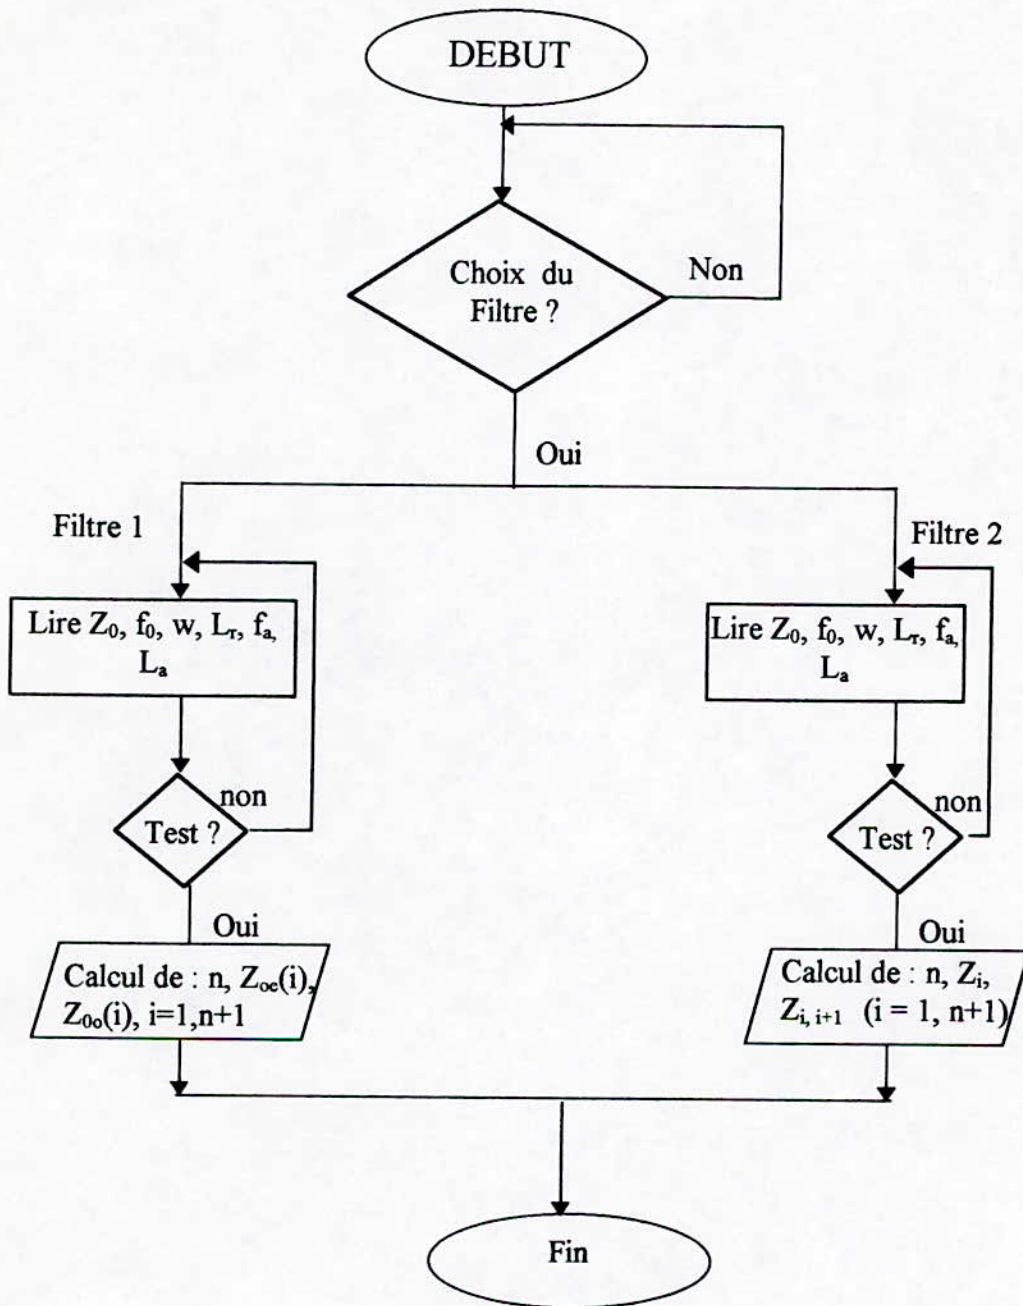 DEBUT
Choix du
Filtre ?
Non
Oui
Filtre 1
Filtre 2
Lire Z₀, f₀, w, Lᵣ, fₐ,
Lₐ
Lire Z₀, f₀, w, Lᵣ, fₐ,
Lₐ
non
Test ?
non
Test ?
Oui
Oui
Calcul de : n, Zₒₑ(i),
Z₀ₒ(i), i=1,n+1
Calcul de : n, Zᵢ,
Zᵢ, ᵢ₊₁ (i = 1, n+1)
Fin